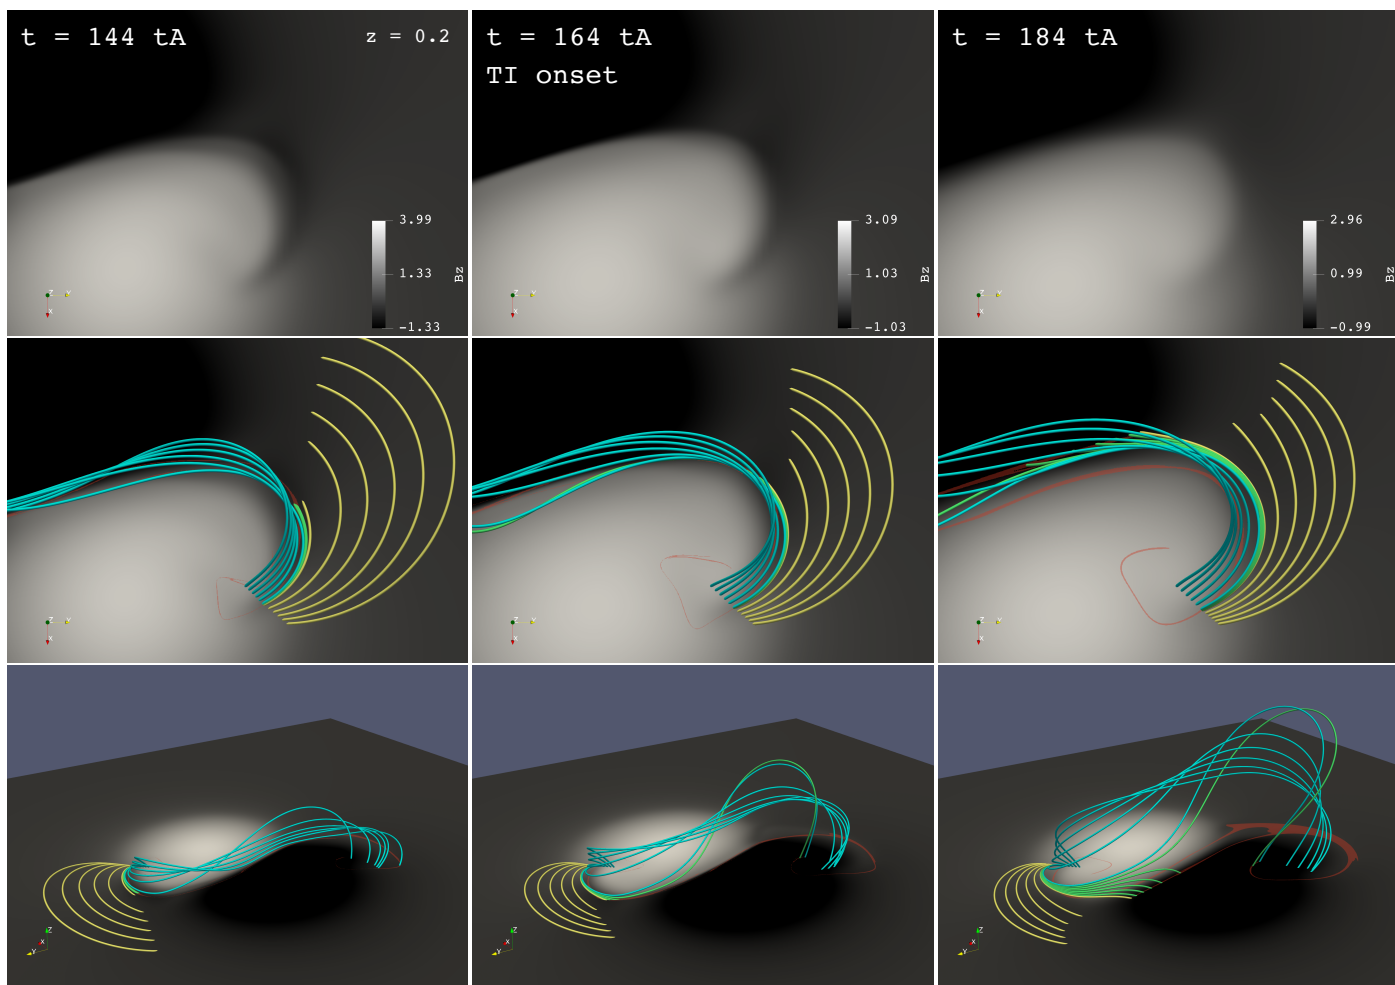 t = 144 tA
z = 0.2
t = 164 tA
TI onset
t = 184 tA
3.99
1.33
-1.33
Bz
3.09
1.03
-1.03
Bz
2.96
0.99
-0.99
Bz
Z
Y
X
Z
Y
X
Z
Y
X
Z
Y
X
Z
Y
X
Z
Y
X
Z
X
Y
Z
X
Y
Z
X
Y